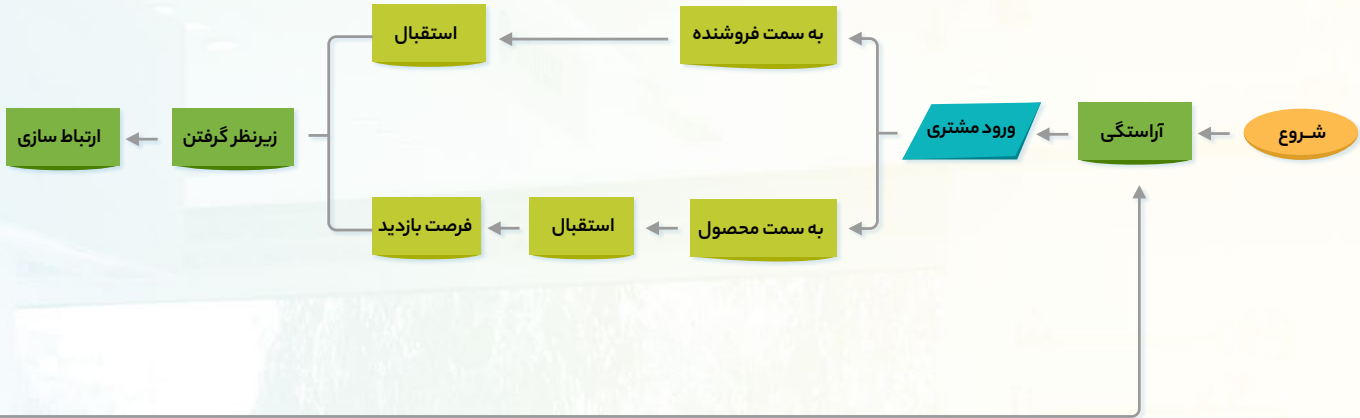 شـروع
آراستگی
ورود مشتری
به سمت فروشنده
استقبال
به سمت محصول
استقبال
فرصت بازدید
زیرنظر گرفتن
ارتباط سازی